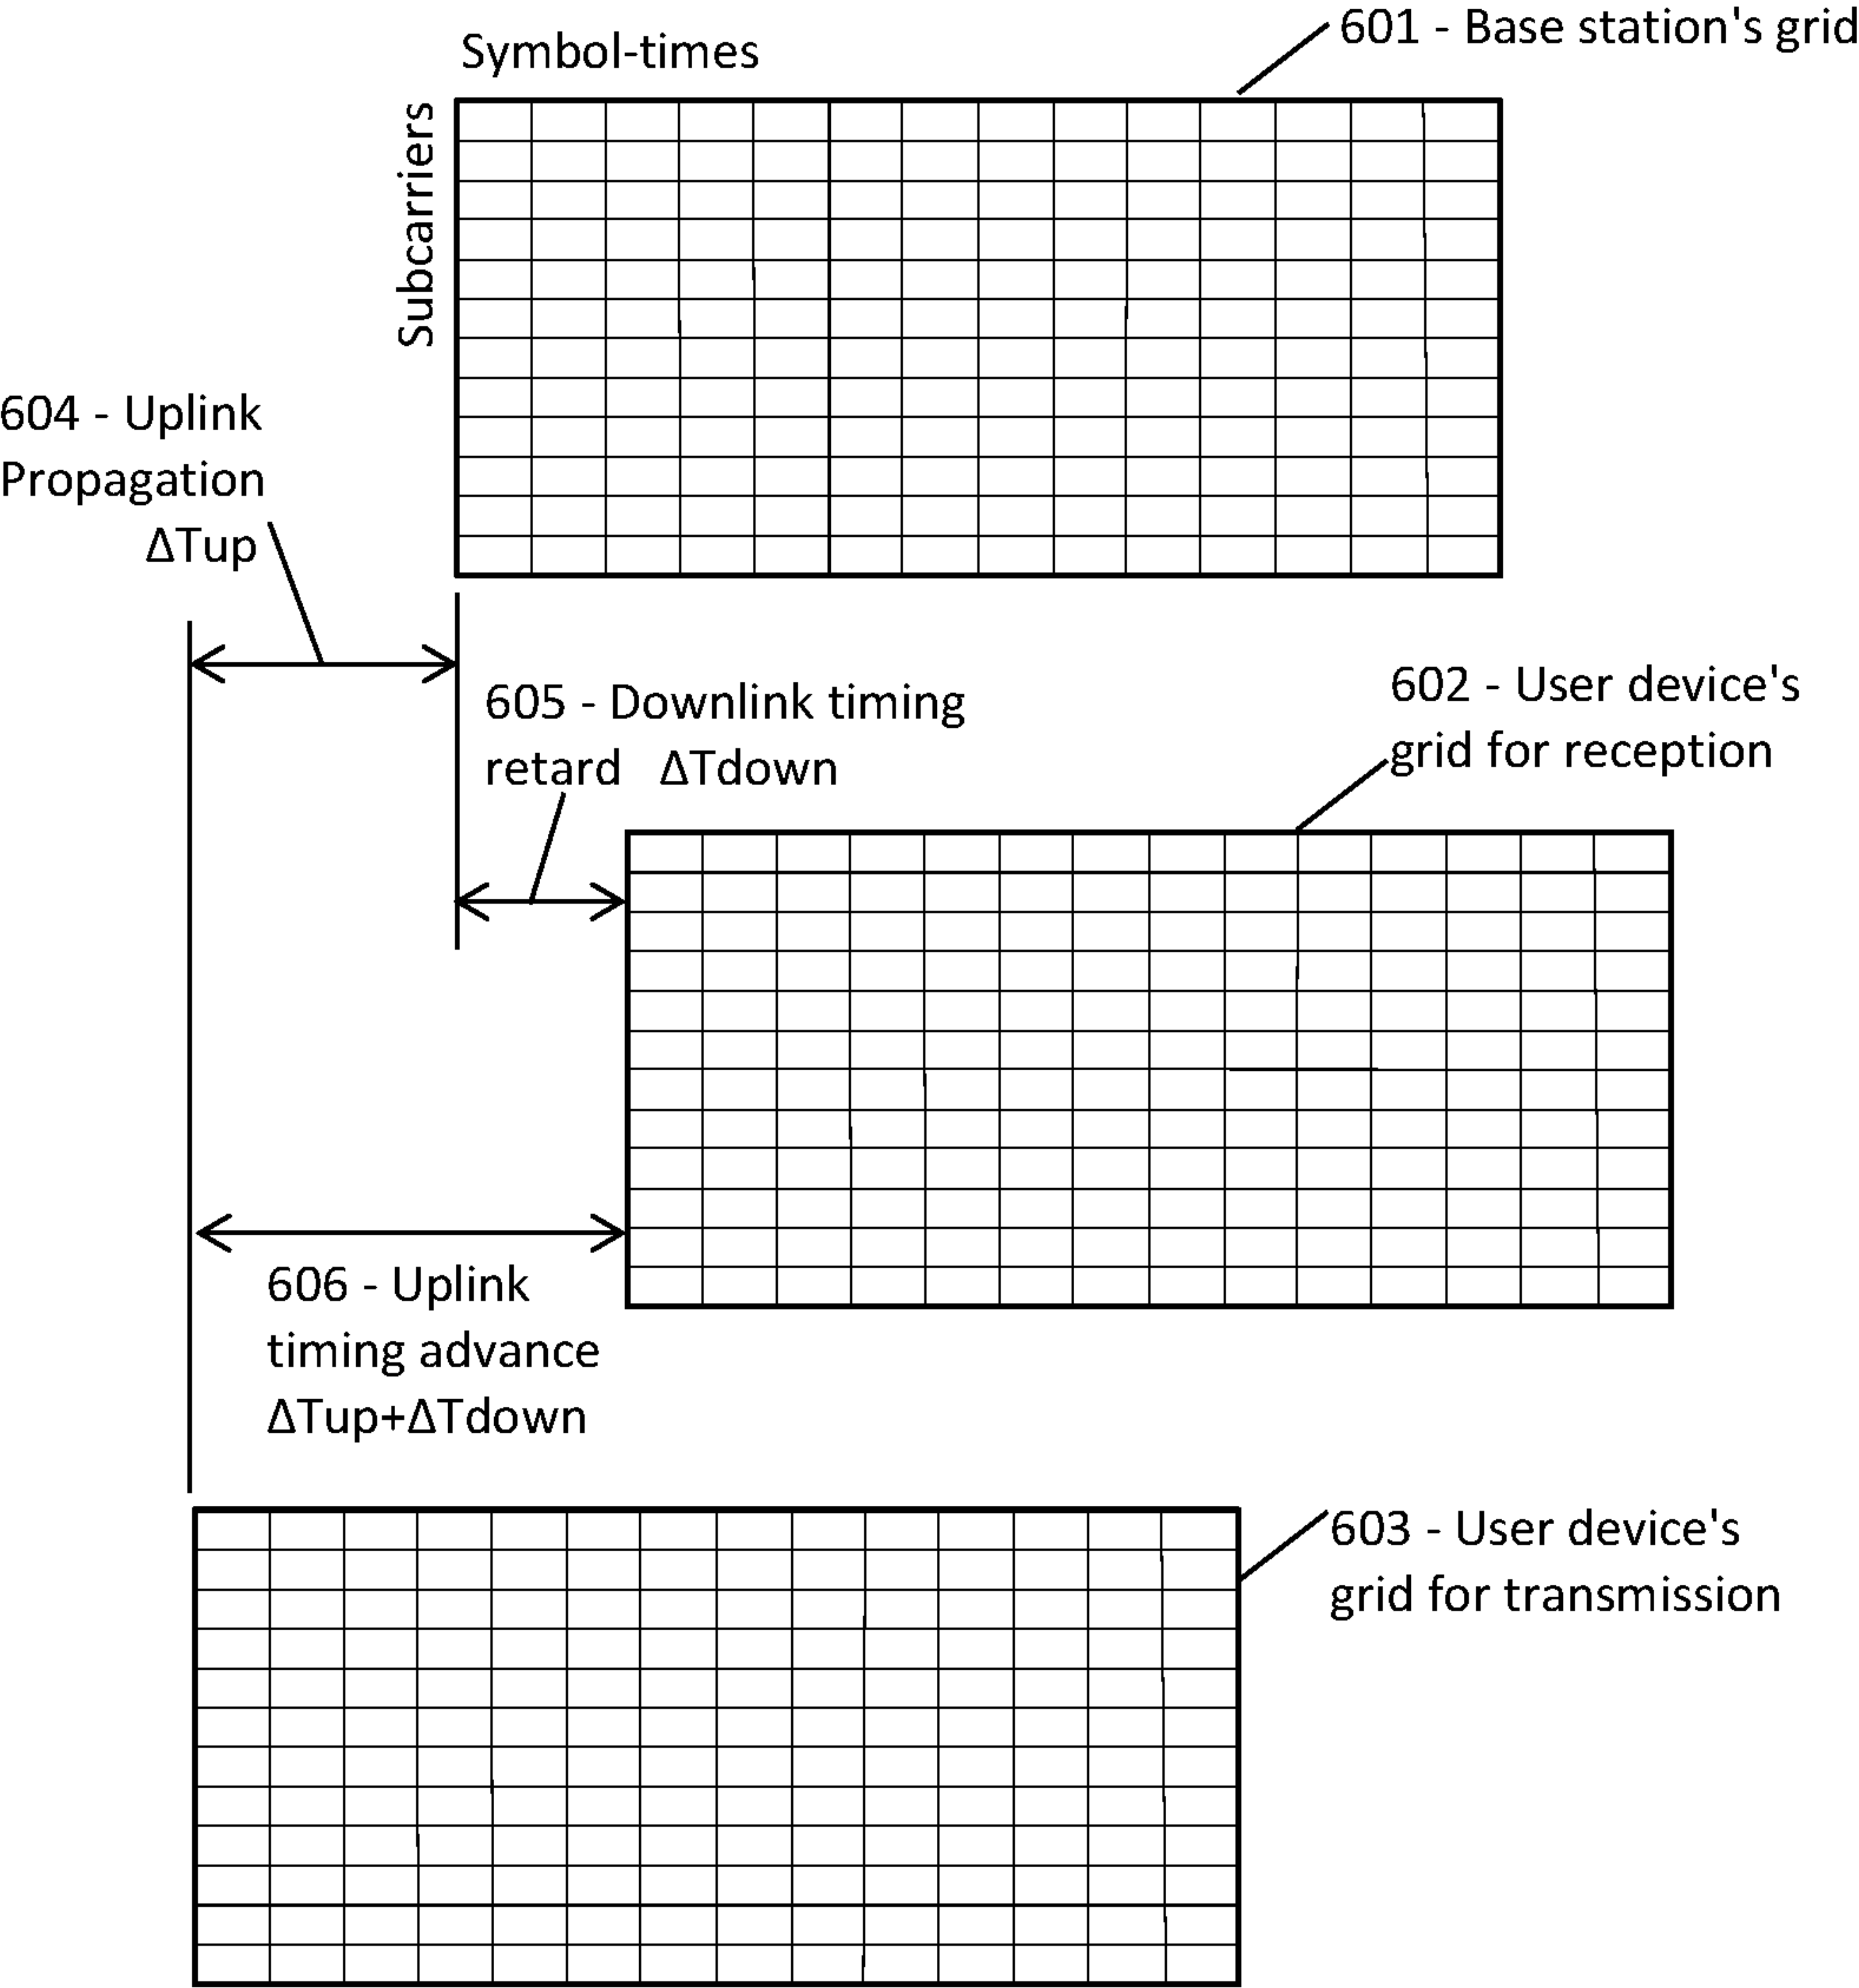 601 - Base station's grid
Symbol-times
Subcarriers
604 - Uplink
Propagation
ΔTup
605 - Downlink timing
retard ΔTdown
602 - User device's
grid for reception
606 - Uplink
timing advance
ΔTup+ΔTdown
603 - User device's
grid for transmission